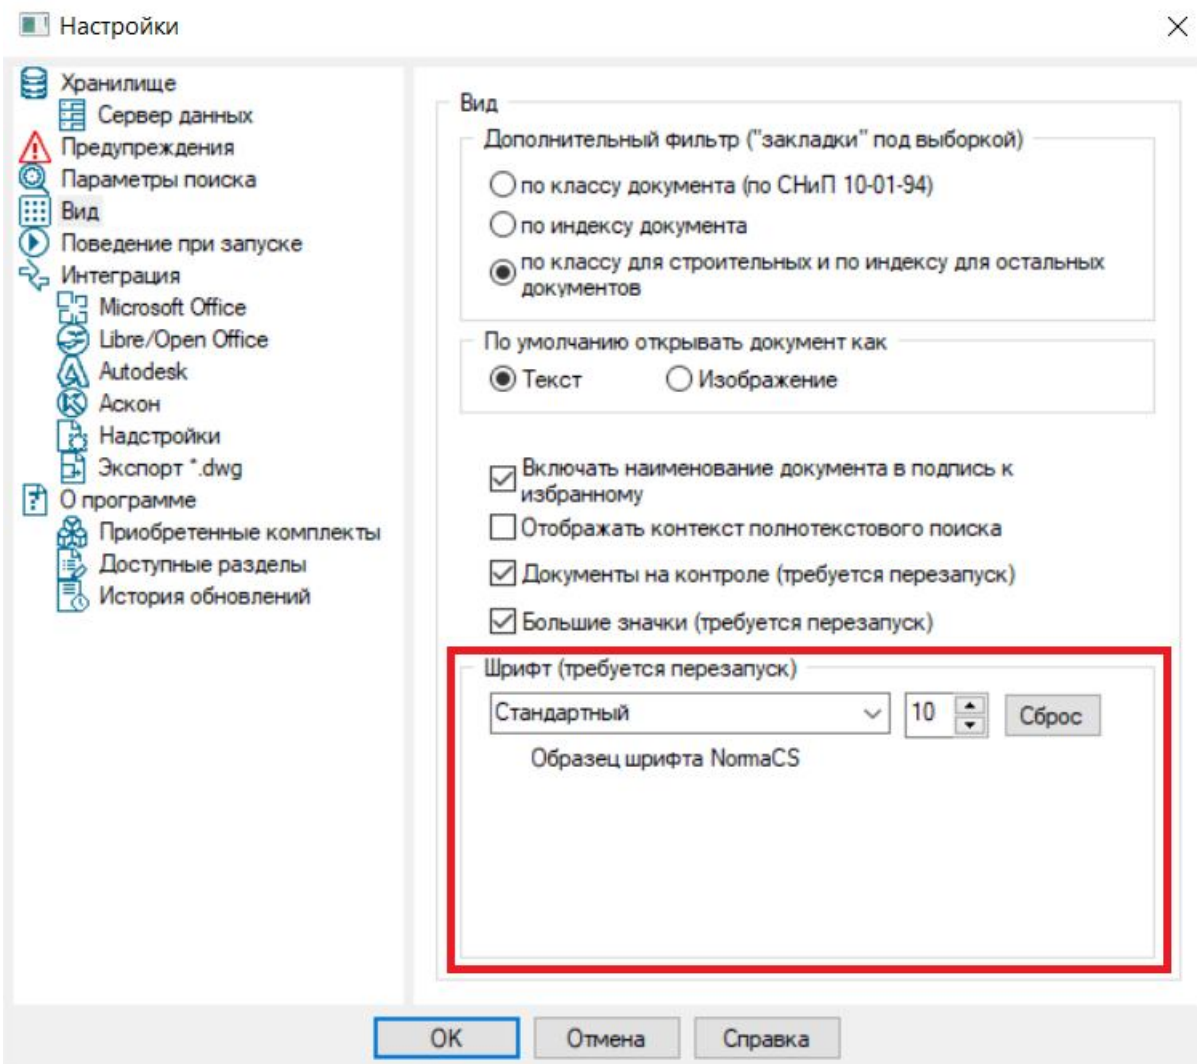 Настройки
Хранилище
Сервер данных
Предупреждения
Параметры поиска
Вид
Поведение при запуске
Интеграция
Microsoft Office
Libre/Open Office
Autodesk
Аскон
Надстройки
Экспорт *.dwg
О программе
Приобретенные комплекты
Доступные разделы
История обновлений
Вид
Дополнительный фильтр ("закладки" под выборкой)
по классу документа (по СНиП 10-01-94)
по индексу документа
по классу для строительных и по индексу для остальных
документов
По умолчанию открывать документ как
Текст
Изображение
Включать наименование документа в подпись к
избранному
Отображать контекст полнотекстового поиска
Документы на контроле (требуется перезапуск)
Большие значки (требуется перезапуск)
Шрифт (требуется перезапуск)
Стандартный
10
Сброс
Образец шрифта NormaCS
OK
Отмена
Справка